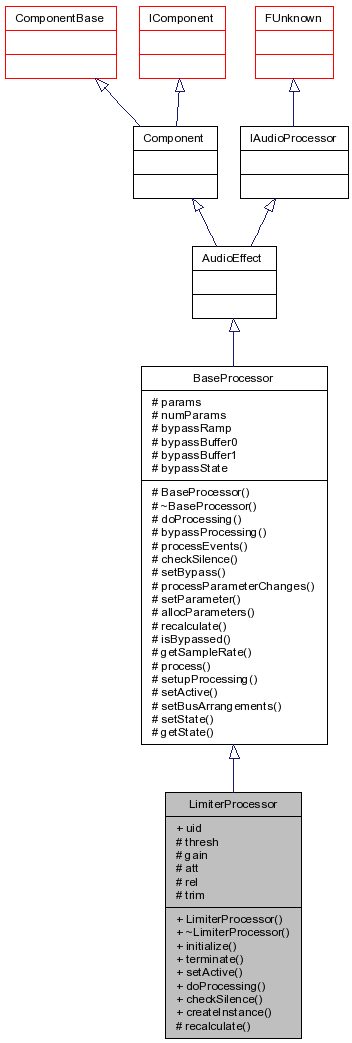 ComponentBase
IComponent
FUnknown
Component
IAudioProcessor
AudioEffect
BaseProcessor
# params
# numParams
# bypassRamp
# bypassBuffer0
# bypassBuffer1
# bypassState
# BaseProcessor()
# ~BaseProcessor()
# doProcessing()
# bypassProcessing()
# processEvents()
# checkSilence()
# setBypass()
# processParameterChanges()
# setParameter()
# allocParameters()
# recalculate()
# isBypassed()
# getSampleRate()
# process()
# setupProcessing()
# setActive()
# setBusArrangements()
# setState()
# getState()
LimiterProcessor
+ uid
# thresh
# gain
# att
# rel
# trim
+ LimiterProcessor()
+ ~LimiterProcessor()
+ initialize()
+ terminate()
+ setActive()
+ doProcessing()
+ checkSilence()
+ createInstance()
# recalculate()